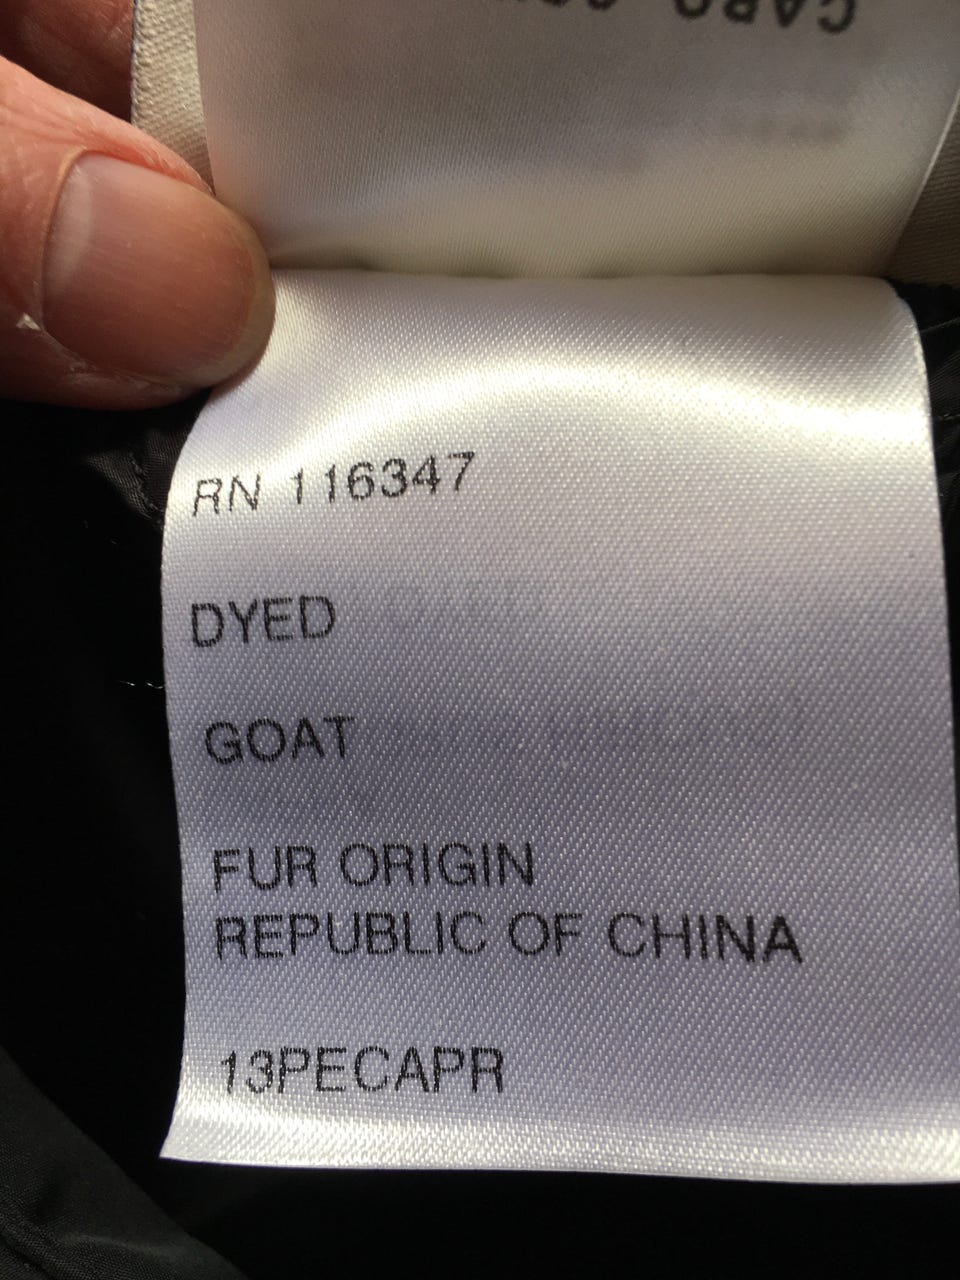 RN 116347
DYED
GOAT
FUR ORIGIN
REPUBLIC OF CHINA
13PECAPR